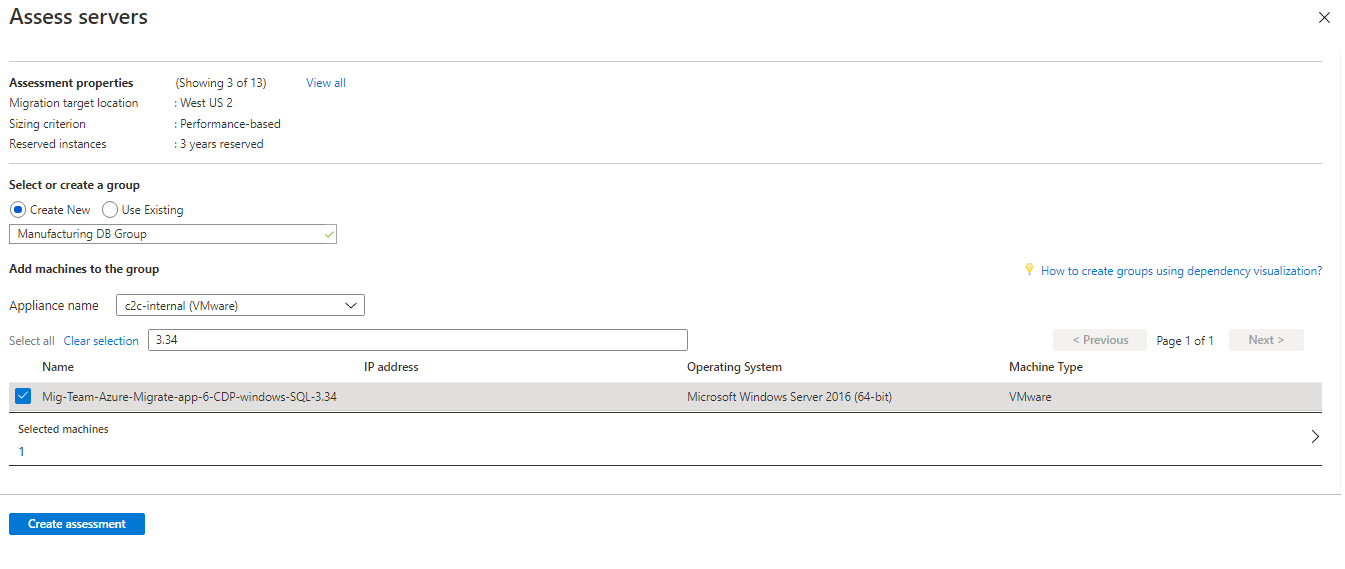 Assess servers
Assessment properties (Showing 3 of 13) View all
Migration target location : West US 2
Sizing criterion : Performance-based
Reserved instances : 3 years reserved
Select or create a group
Create New Use Existing
Manufacturing DB Group
Add machines to the group How to create groups using dependency visualization?
Appliance name c2c-internal (VMware)
Select all Clear selection 3.34 < Previous Page 1 of 1 Next >
Name IP address Operating System Machine Type
Mig-Team-Azure-Migrate-app-6-CDP-windows-SQL-3.34 Microsoft Windows Server 2016 (64-bit) VMware
Selected machines
1
Create assessment